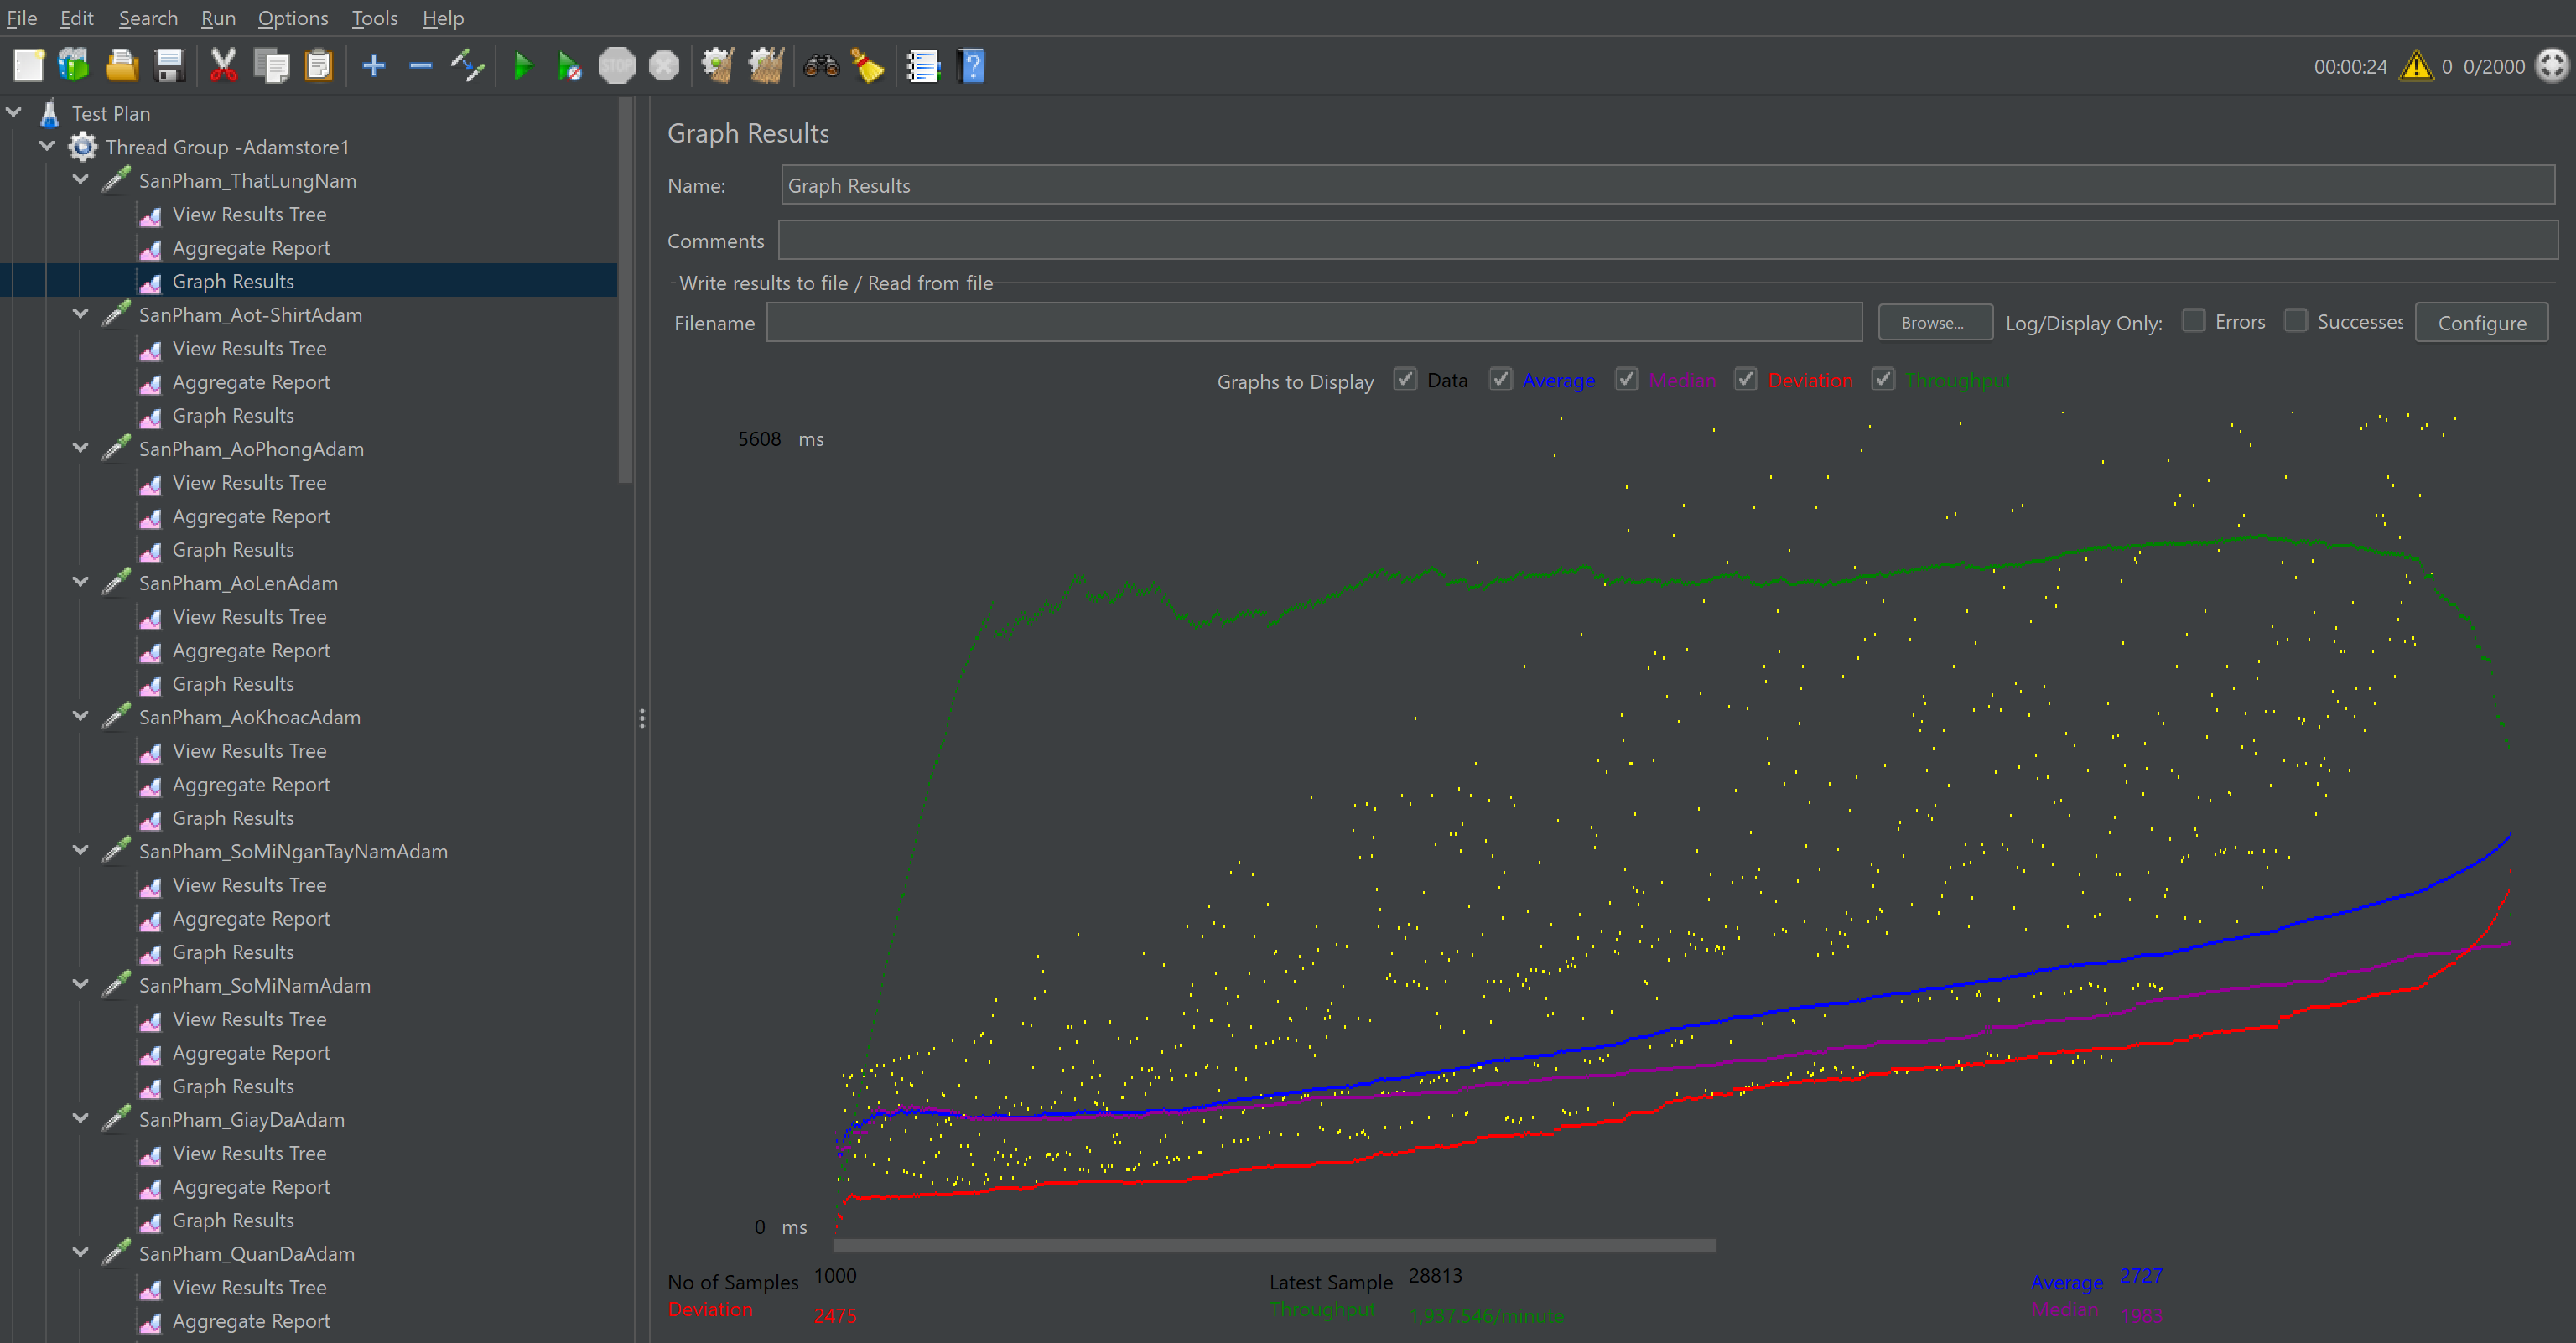 File Edit Search Run Options Tools Help
STOP
00:00:24 0 0/2000
Test Plan
Thread Group -Adamstore1
SanPham_ThatLungNam
View Results Tree
Aggregate Report
Graph Results
SanPham_Aot-ShirtAdam
View Results Tree
Aggregate Report
Graph Results
SanPham_AoPhongAdam
View Results Tree
Aggregate Report
Graph Results
SanPham_AoLenAdam
View Results Tree
Aggregate Report
Graph Results
SanPham_AoKhoacAdam
View Results Tree
Aggregate Report
Graph Results
SanPham_SoMiNganTayNamAdam
View Results Tree
Aggregate Report
Graph Results
SanPham_SoMiNamAdam
View Results Tree
Aggregate Report
Graph Results
SanPham_GiayDaAdam
View Results Tree
Aggregate Report
Graph Results
SanPham_QuanDaAdam
View Results Tree
Aggregate Report
Graph Results
Name: Graph Results
Comments:
Write results to file / Read from file
Filename Browse... Log/Display Only: Errors Successes Configure
Graphs to Display Data Average Median Deviation Throughput
5608 ms
0 ms
No of Samples 1000 Latest Sample 28813 Average 2727
Deviation 2475 Throughput 1,937.546/minute Median 1983